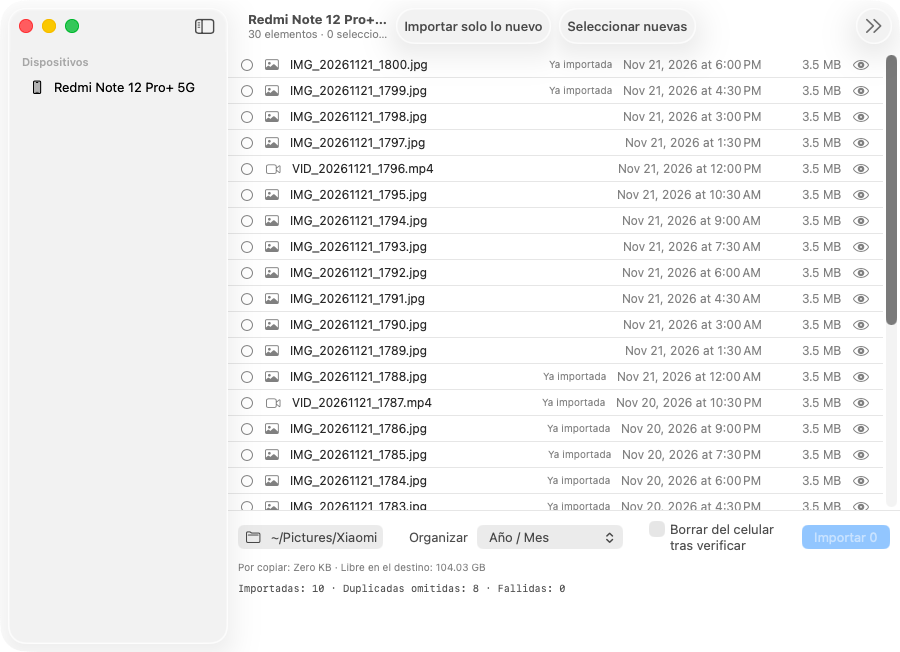 Redmi Note 12 Pro+...
30 elementos · 0 seleccio...
Importar solo lo nuevo
Seleccionar nuevas
Dispositivos
Redmi Note 12 Pro+ 5G
IMG_20261121_1800.jpg Ya importada Nov 21, 2026 at 6:00 PM 3.5 MB
IMG_20261121_1799.jpg Ya importada Nov 21, 2026 at 4:30 PM 3.5 MB
IMG_20261121_1798.jpg Nov 21, 2026 at 3:00 PM 3.5 MB
IMG_20261121_1797.jpg Nov 21, 2026 at 1:30 PM 3.5 MB
VID_20261121_1796.mp4 Nov 21, 2026 at 12:00 PM 3.5 MB
IMG_20261121_1795.jpg Nov 21, 2026 at 10:30 AM 3.5 MB
IMG_20261121_1794.jpg Nov 21, 2026 at 9:00 AM 3.5 MB
IMG_20261121_1793.jpg Nov 21, 2026 at 7:30 AM 3.5 MB
IMG_20261121_1792.jpg Nov 21, 2026 at 6:00 AM 3.5 MB
IMG_20261121_1791.jpg Nov 21, 2026 at 4:30 AM 3.5 MB
IMG_20261121_1790.jpg Nov 21, 2026 at 3:00 AM 3.5 MB
IMG_20261121_1789.jpg Nov 21, 2026 at 1:30 AM 3.5 MB
IMG_20261121_1788.jpg Ya importada Nov 21, 2026 at 12:00 AM 3.5 MB
VID_20261121_1787.mp4 Ya importada Nov 20, 2026 at 10:30 PM 3.5 MB
IMG_20261121_1786.jpg Ya importada Nov 20, 2026 at 9:00 PM 3.5 MB
IMG_20261121_1785.jpg Ya importada Nov 20, 2026 at 7:30 PM 3.5 MB
IMG_20261121_1784.jpg Ya importada Nov 20, 2026 at 6:00 PM 3.5 MB
IMG_20261121_1783.jpg Ya importada Nov 20, 2026 at 4:30 PM 3.5 MB
~/Pictures/Xiaomi
Organizar
Año / Mes
Borrar del celular
tras verificar
Importar 0
Por copiar: Zero KB · Libre en el destino: 104.03 GB
Importadas: 10 · Duplicadas omitidas: 8 · Fallidas: 0